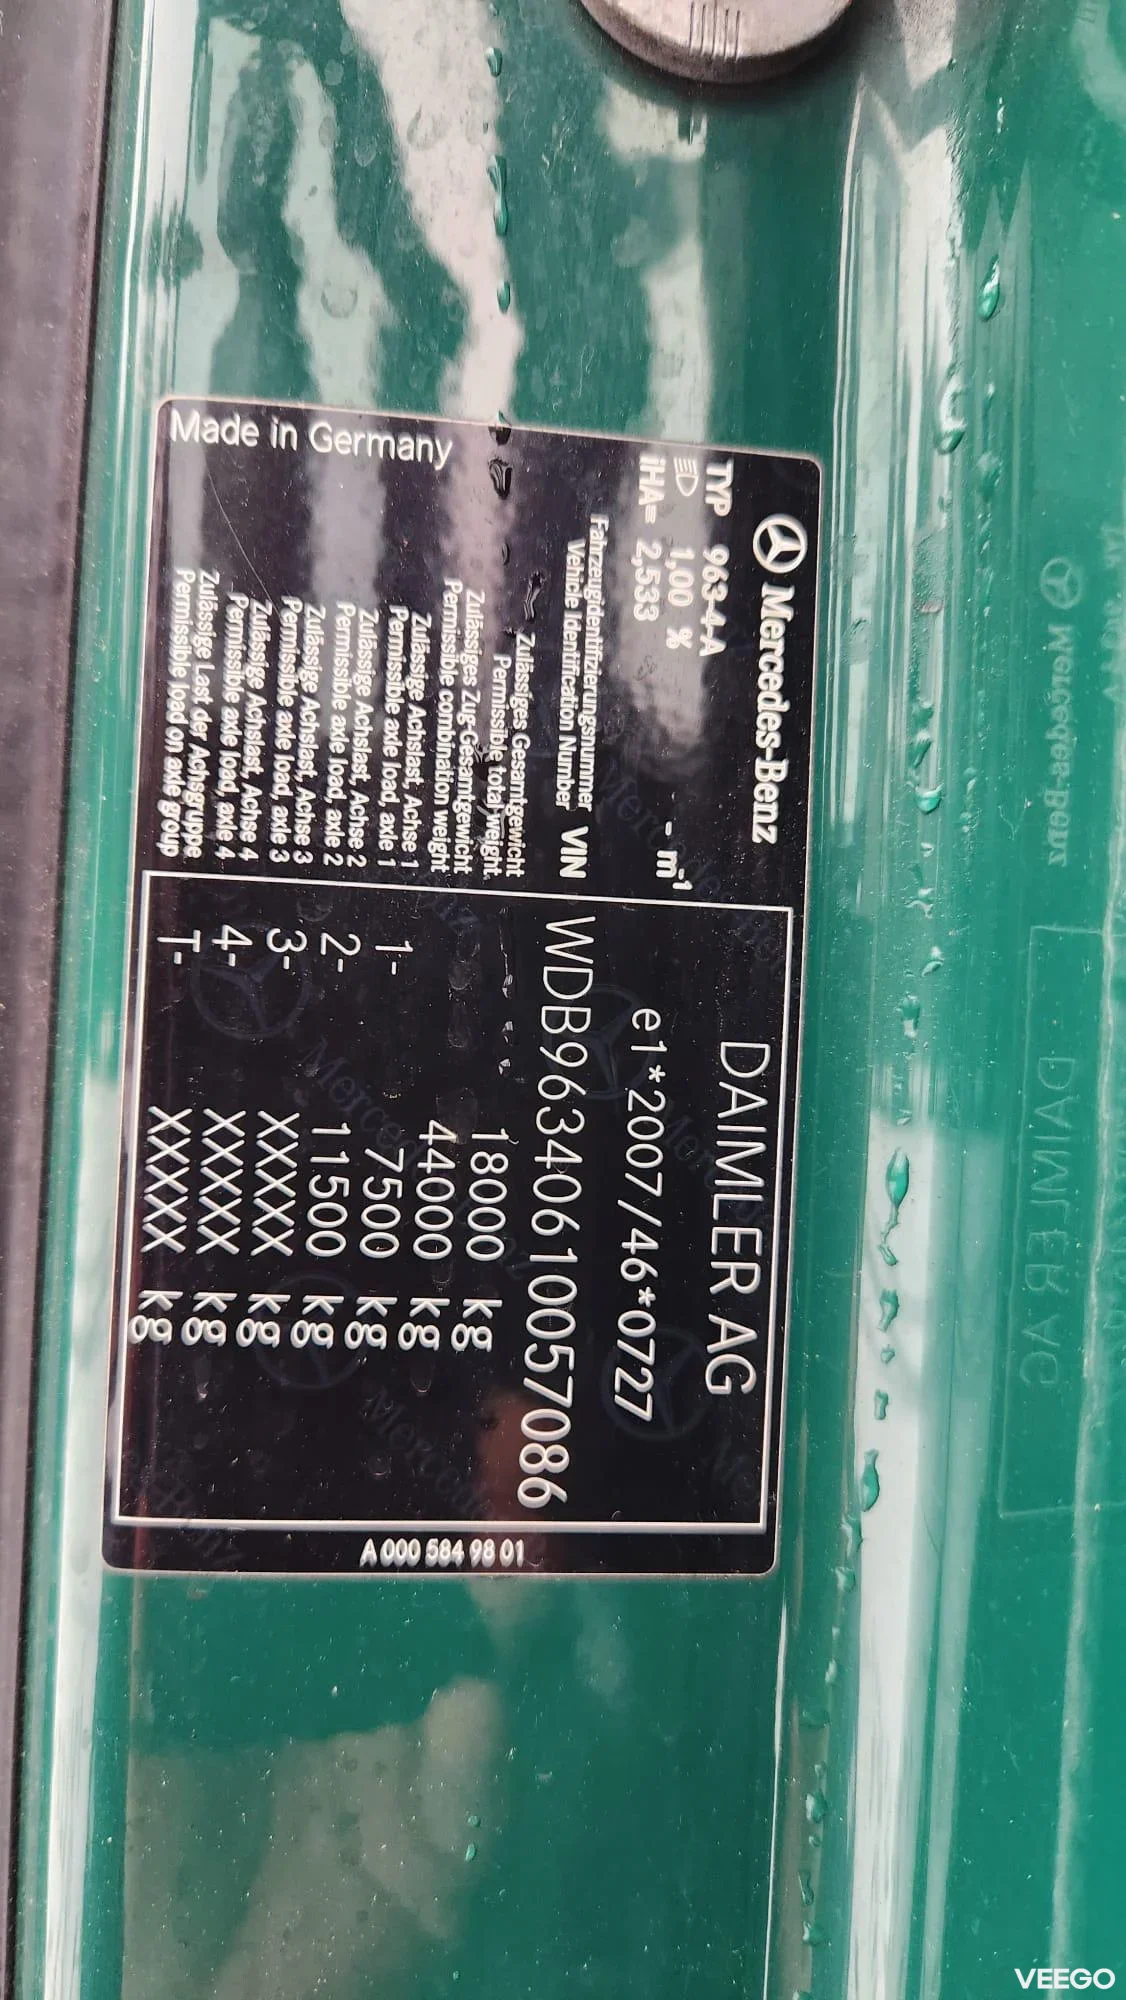 Mercedes-Benz
TYP 963-4-A
1,00 % - m⁻¹
iHA= 2,533
DAIMLER AG
e1*2007/46*0727
Fahrzeugidentifizierungsnummer
Vehicle Identification Number VIN WDB96340610057086
Zulässiges Gesamtgewicht
Permissible total weight 18000 kg
Zulässiges Zug-Gesamtgewicht
Permissible combination weight 44000 kg
Zulässige Achslast, Achse 1
Permissible axle load, axle 1 1- 7500 kg
Zulässige Achslast, Achse 2
Permissible axle load, axle 2 2- 11500 kg
Zulässige Achslast, Achse 3
Permissible axle load, axle 3 3- XXXXX kg
Zulässige Achslast, Achse 4
Permissible axle load, axle 4 4- XXXXX kg
Zulässige Last der Achsgruppe
Permissible load on axle group T- XXXXX kg
Made in Germany
A 000 584 98 01
VEEGO